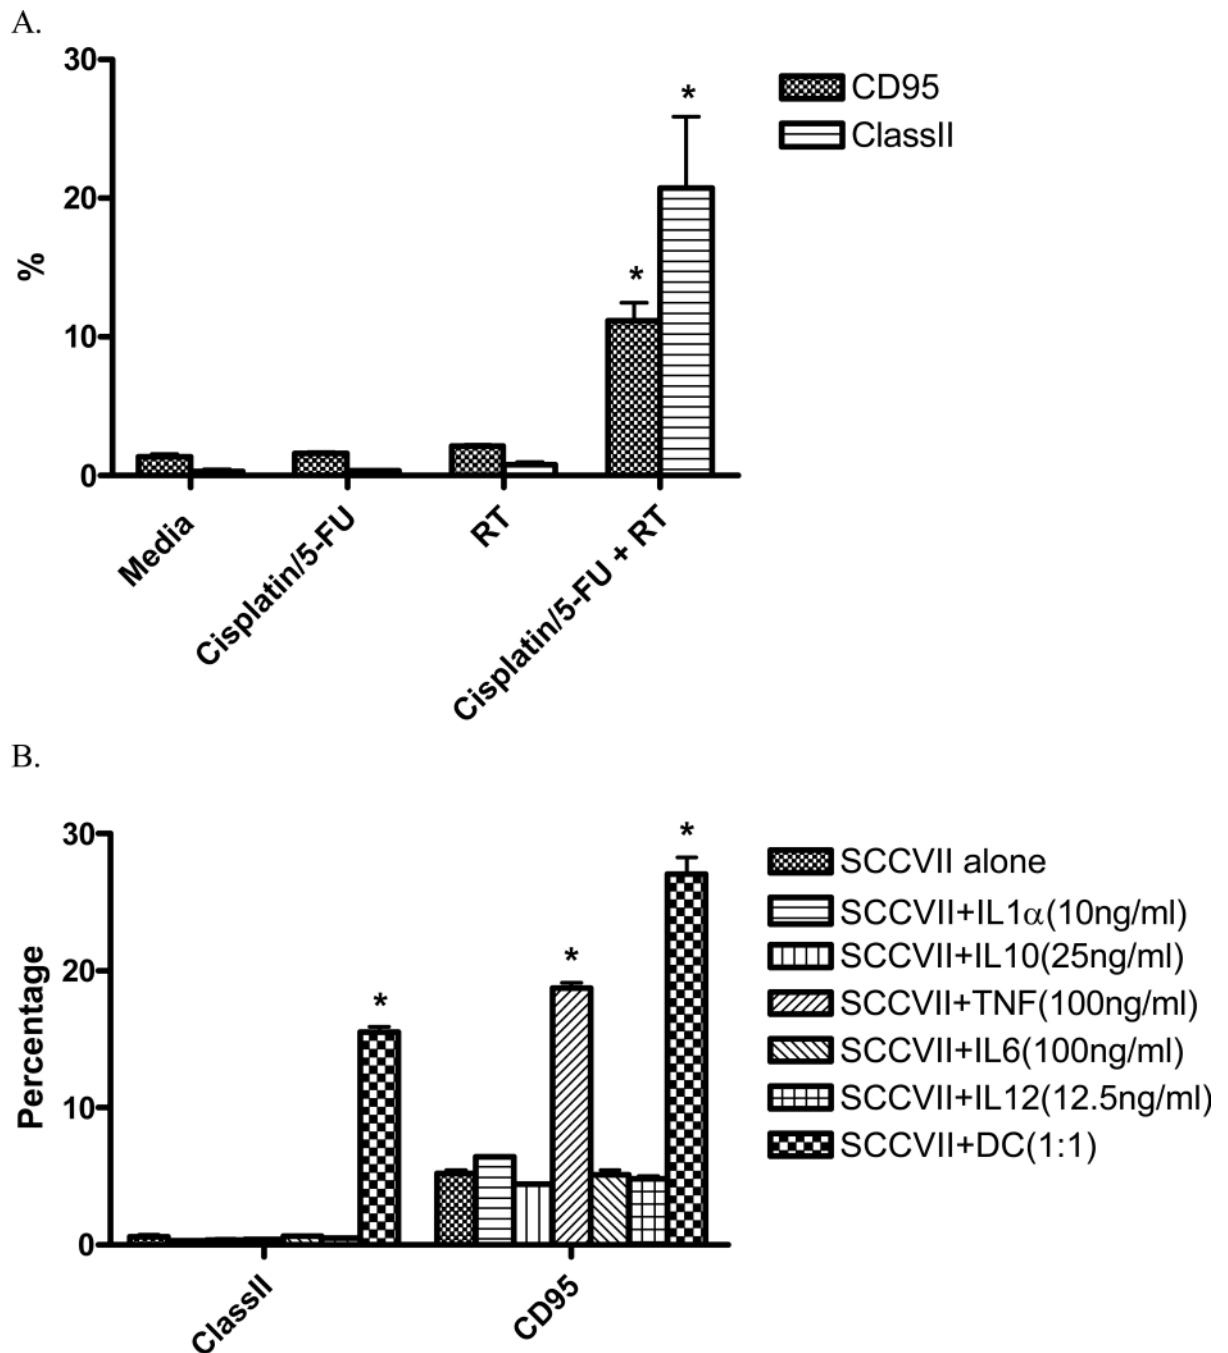 A.
30
20
10
0
%
*
*
CD95
ClassII
Media
Cisplatin/5-FU
RT
Cisplatin/5-FU + RT
B.
30
20
10
0
Percentage
*
*
*
SCCVII alone
SCCVII+IL1α(10ng/ml)
SCCVII+IL10(25ng/ml)
SCCVII+TNF(100ng/ml)
SCCVII+IL6(100ng/ml)
SCCVII+IL12(12.5ng/ml)
SCCVII+DC(1:1)
ClassII
CD95